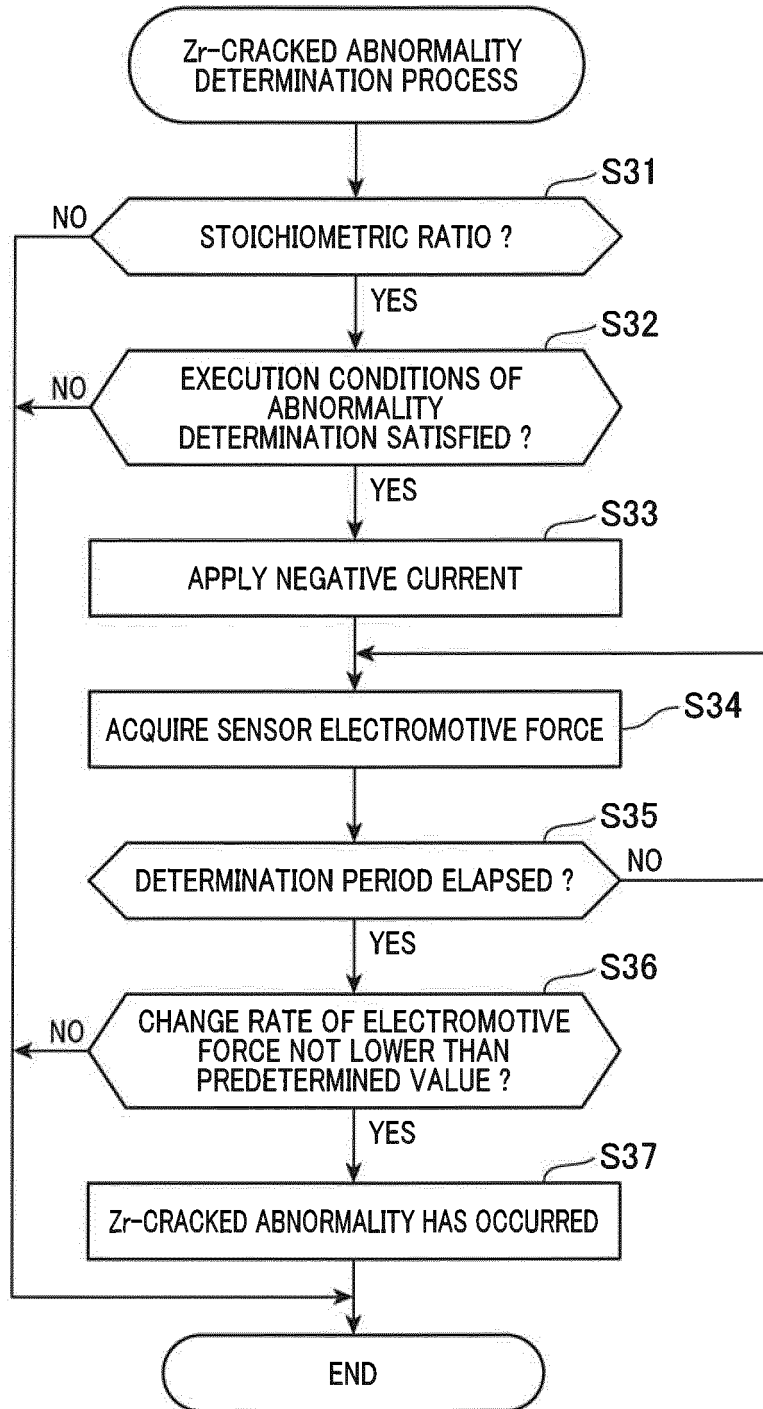 Zr-CRACKED ABNORMALITY
DETERMINATION PROCESS
S31
NO
STOICHIOMETRIC RATIO ?
YES
S32
NO
EXECUTION CONDITIONS OF
ABNORMALITY
DETERMINATION SATISFIED ?
YES
S33
APPLY NEGATIVE CURRENT
S34
ACQUIRE SENSOR ELECTROMOTIVE FORCE
S35
DETERMINATION PERIOD ELAPSED ?
NO
YES
S36
NO
CHANGE RATE OF ELECTROMOTIVE
FORCE NOT LOWER THAN
PREDETERMINED VALUE ?
YES
S37
Zr-CRACKED ABNORMALITY HAS OCCURRED
END